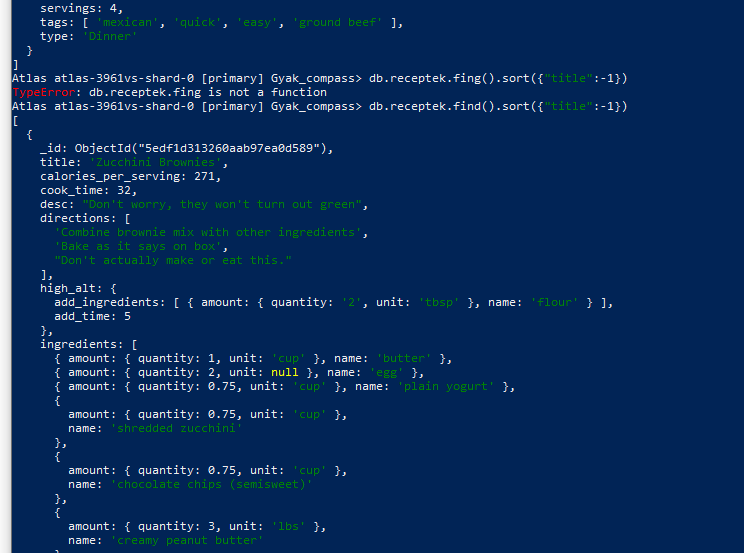 servings: 4,
tags: [ 'mexican', 'quick', 'easy', 'ground beef' ],
type: 'Dinner'
}
]
Atlas atlas-3961vs-shard-0 [primary] Gyak_compass> db.receptek.fing().sort({"title":-1})
TypeError: db.receptek.fing is not a function
Atlas atlas-3961vs-shard-0 [primary] Gyak_compass> db.receptek.find().sort({"title":-1})
[
{
_id: ObjectId("5edf1d313260aab97ea0d589"),
title: 'Zucchini Brownies',
calories_per_serving: 271,
cook_time: 32,
desc: "Don't worry, they won't turn out green",
directions: [
'Combine brownie mix with other ingredients',
'Bake as it says on box',
"Don't actually make or eat this."
],
high_alt: {
add_ingredients: [ { amount: { quantity: '2', unit: 'tbsp' }, name: 'flour' } ],
add_time: 5
},
ingredients: [
{ amount: { quantity: 1, unit: 'cup' }, name: 'butter' },
{ amount: { quantity: 2, unit: null }, name: 'egg' },
{ amount: { quantity: 0.75, unit: 'cup' }, name: 'plain yogurt' },
{
amount: { quantity: 0.75, unit: 'cup' },
name: 'shredded zucchini'
},
{
amount: { quantity: 0.75, unit: 'cup' },
name: 'chocolate chips (semisweet)'
},
{
amount: { quantity: 3, unit: 'lbs' },
name: 'creamy peanut butter'